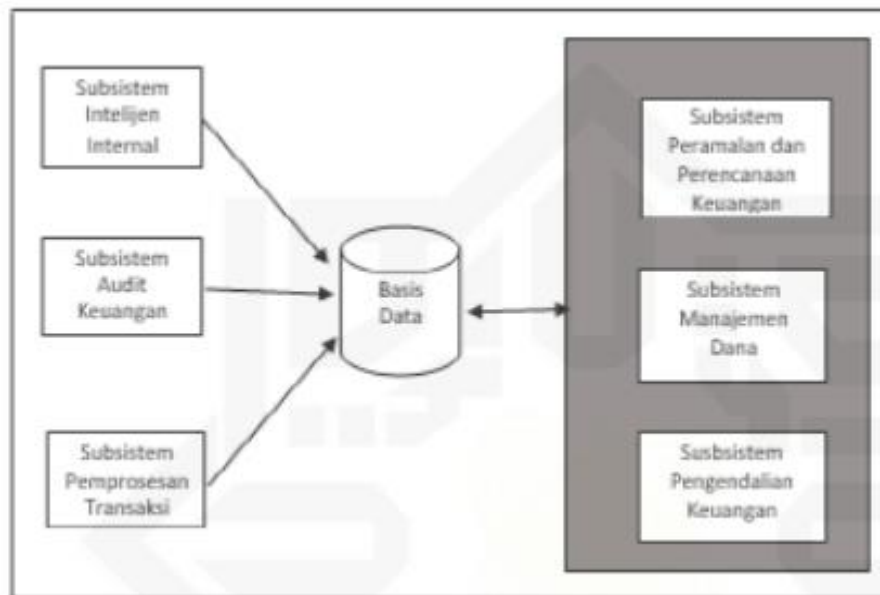 Subsistem
Intelijen
Internal
Subsistem
Audit
Keuangan
Subsistem
Pemprosesan
Transaksi
Basis
Data
Subsistem
Peramalan dan
Perencanaan
Keuangan
Subsistem
Manajemen
Dana
Susbsistem
Pengendalian
Keuangan